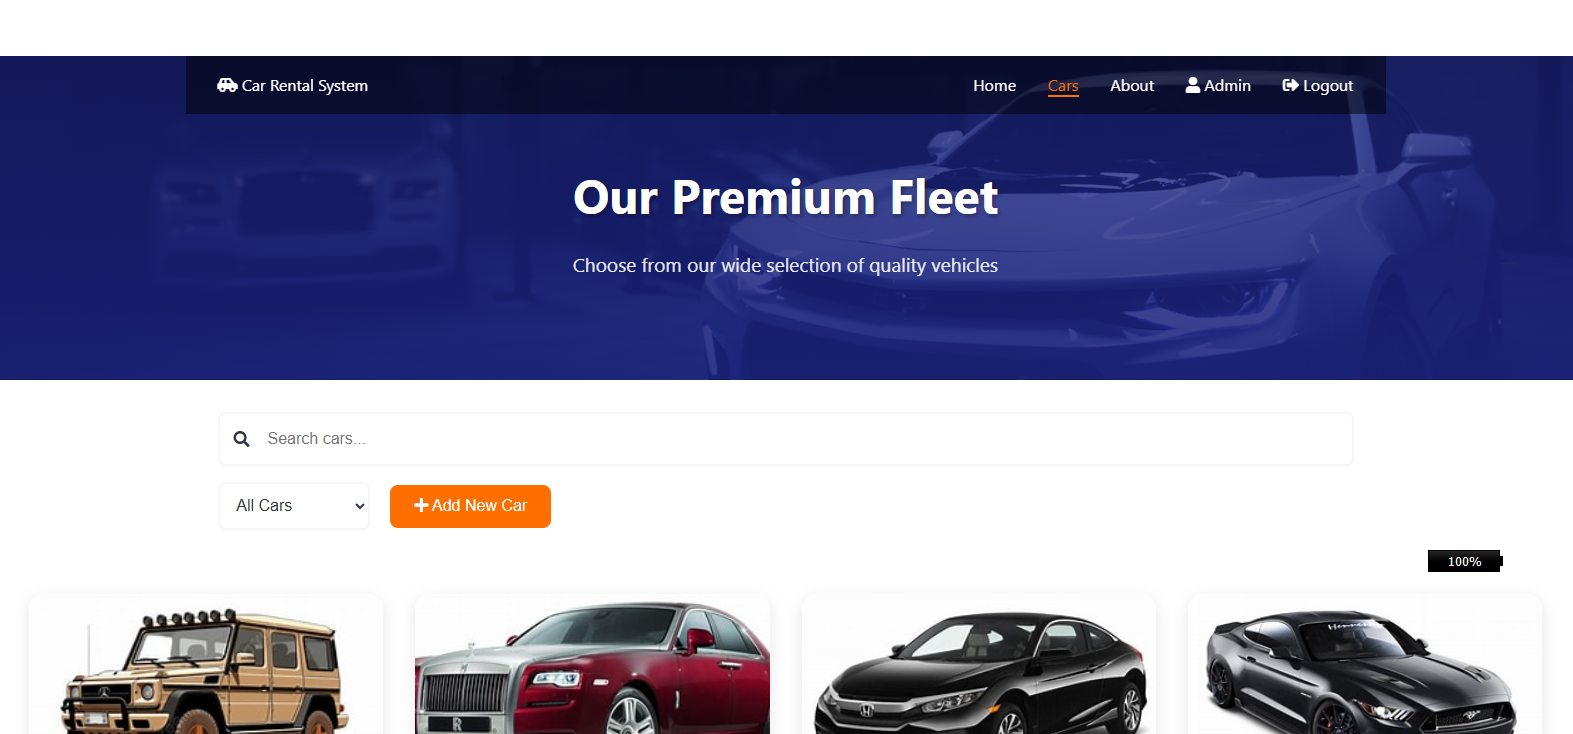 Car Rental System
Home
Cars
About
Admin
Logout
Our Premium Fleet
Choose from our wide selection of quality vehicles
Search cars...
All Cars
Add New Car
100%